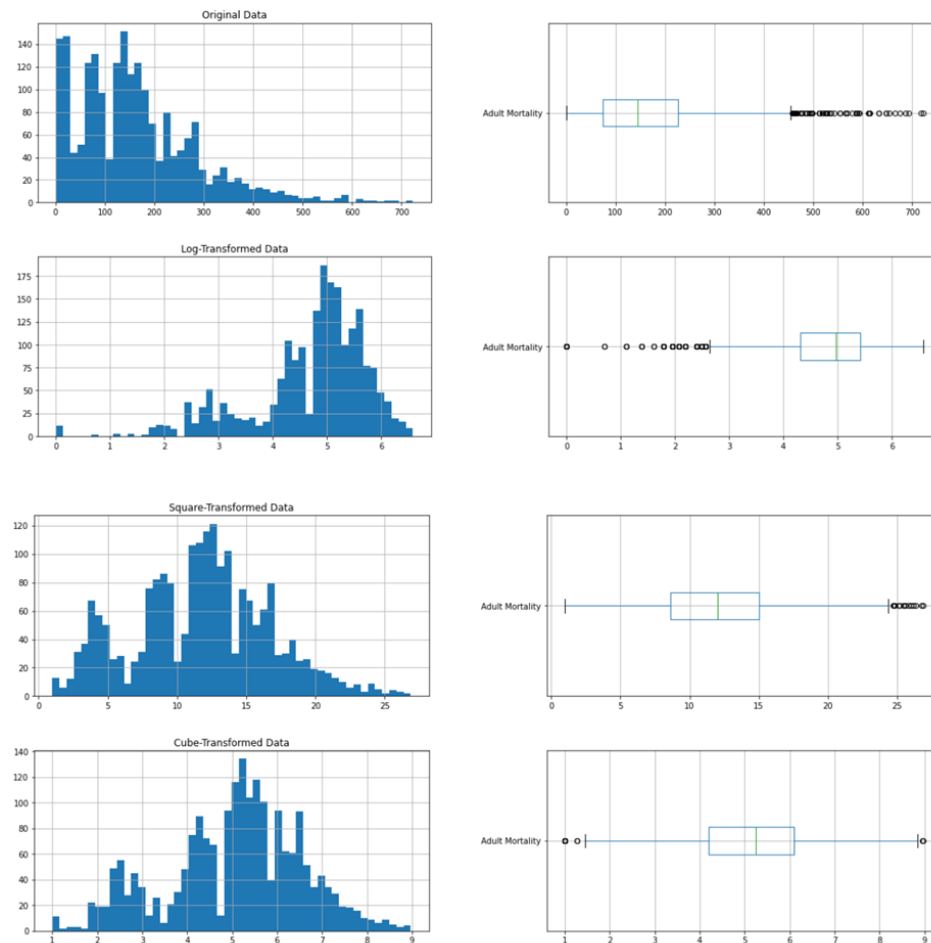 Original Data
140
120
100
80
60
40
20
0
0 100 200 300 400 500 600 700
Adult Mortality
0 100 200 300 400 500 600 700
Log-Transformed Data
175
150
125
100
75
50
25
0
0 1 2 3 4 5 6
Adult Mortality
0 1 2 3 4 5 6
Square-Transformed Data
120
100
80
60
40
20
0
0 5 10 15 20 25
Adult Mortality
0 5 10 15 20 25
Cube-Transformed Data
140
120
100
80
60
40
20
0
1 2 3 4 5 6 7 8 9
Adult Mortality
1 2 3 4 5 6 7 8 9